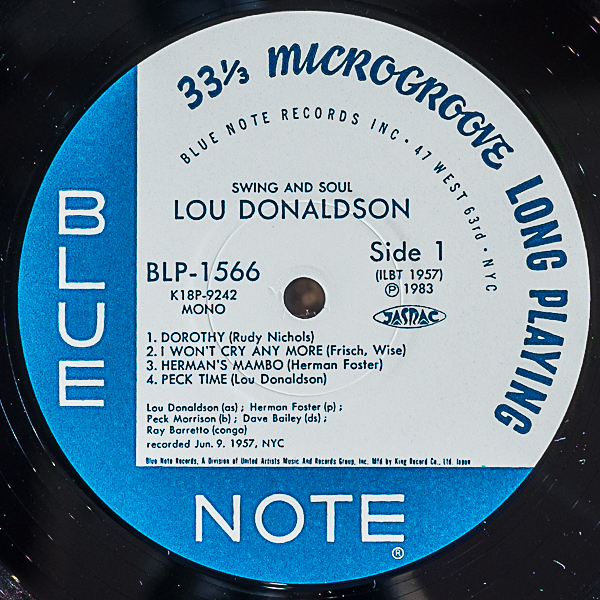 33⅓ MICROGROOVE LONG PLAYING
BLUE NOTE RECORDS INC • 47 WEST 63rd • NYC
SWING AND SOUL
LOU DONALDSON
BLP-1566
K18P-9242
MONO
Side 1
(ILBT 1957)
Ⓟ 1983
JASRAC
1. DOROTHY (Rudy Nichols)
2. I WON'T CRY ANY MORE (Frisch, Wise)
3. HERMAN'S MAMBO (Herman Foster)
4. PECK TIME (Lou Donaldson)
Lou Donaldson (as) ; Herman Foster (p) ;
Peck Morrison (b) ; Dave Bailey (ds) ;
Ray Barretto (conga)
recorded Jun. 9. 1957, NYC
Blue Note Records, A Division of United Artists Music And Records Group, Inc. Mfd by King Record Co., Ltd. Japan
BLUE
NOTE®